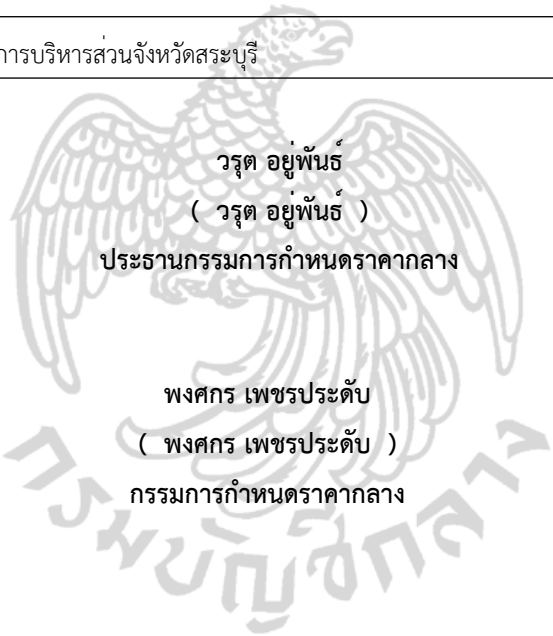 การบริหารส่วนจังหวัดสระบุรี
วรุต อยู่พันธ์
( วรุต อยู่พันธ์ )
ประธานกรรมการกำหนดราคากลาง
พงศกร เพชรประดับ
( พงศกร เพชรประดับ )
กรรมการกำหนดราคากลาง
กรมบัญชีกลาง